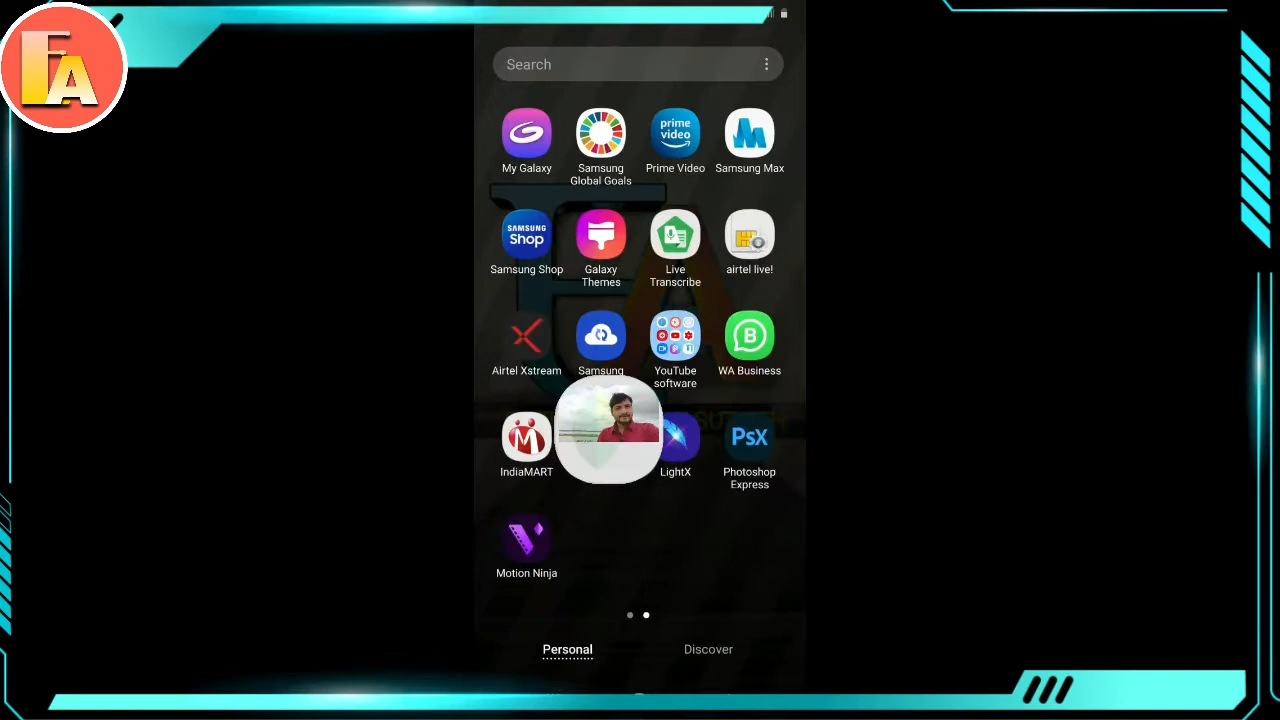 FA
Search
My Galaxy
Samsung
Global Goals
prime
video
Prime Video
Samsung Max
SAMSUNG
Shop
Samsung Shop
Galaxy
Themes
Live
Transcribe
airtel live!
Airtel Xstream
Samsung
YouTube
software
B
WA Business
M
IndiaMART
LightX
PsX
Photoshop
Express
Motion Ninja
Personal
Discover